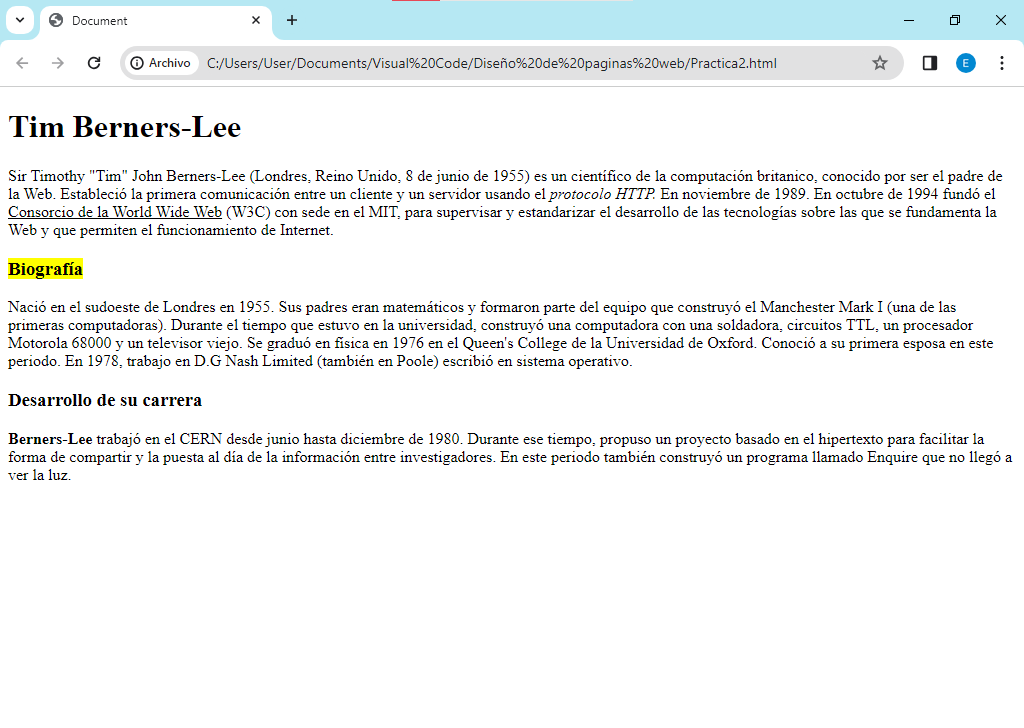 Document
Archivo
C:/Users/User/Documents/Visual%20Code/Diseño%20de%20paginas%20web/Practica2.html
E
Tim Berners-Lee
Sir Timothy "Tim" John Berners-Lee (Londres, Reino Unido, 8 de junio de 1955) es un científico de la computación britanico, conocido por ser el padre de
la Web. Estableció la primera comunicación entre un cliente y un servidor usando el protocolo HTTP. En noviembre de 1989. En octubre de 1994 fundó el
Consorcio de la World Wide Web (W3C) con sede en el MIT, para supervisar y estandarizar el desarrollo de las tecnologías sobre las que se fundamenta la
Web y que permiten el funcionamiento de Internet.
Biografía
Nació en el sudoeste de Londres en 1955. Sus padres eran matemáticos y formaron parte del equipo que construyó el Manchester Mark I (una de las
primeras computadoras). Durante el tiempo que estuvo en la universidad, construyó una computadora con una soldadora, circuitos TTL, un procesador
Motorola 68000 y un televisor viejo. Se graduó en física en 1976 en el Queen's College de la Universidad de Oxford. Conoció a su primera esposa en este
periodo. En 1978, trabajo en D.G Nash Limited (también en Poole) escribió en sistema operativo.
Desarrollo de su carrera
Berners-Lee trabajó en el CERN desde junio hasta diciembre de 1980. Durante ese tiempo, propuso un proyecto basado en el hipertexto para facilitar la
forma de compartir y la puesta al día de la información entre investigadores. En este periodo también construyó un programa llamado Enquire que no llegó a
ver la luz.